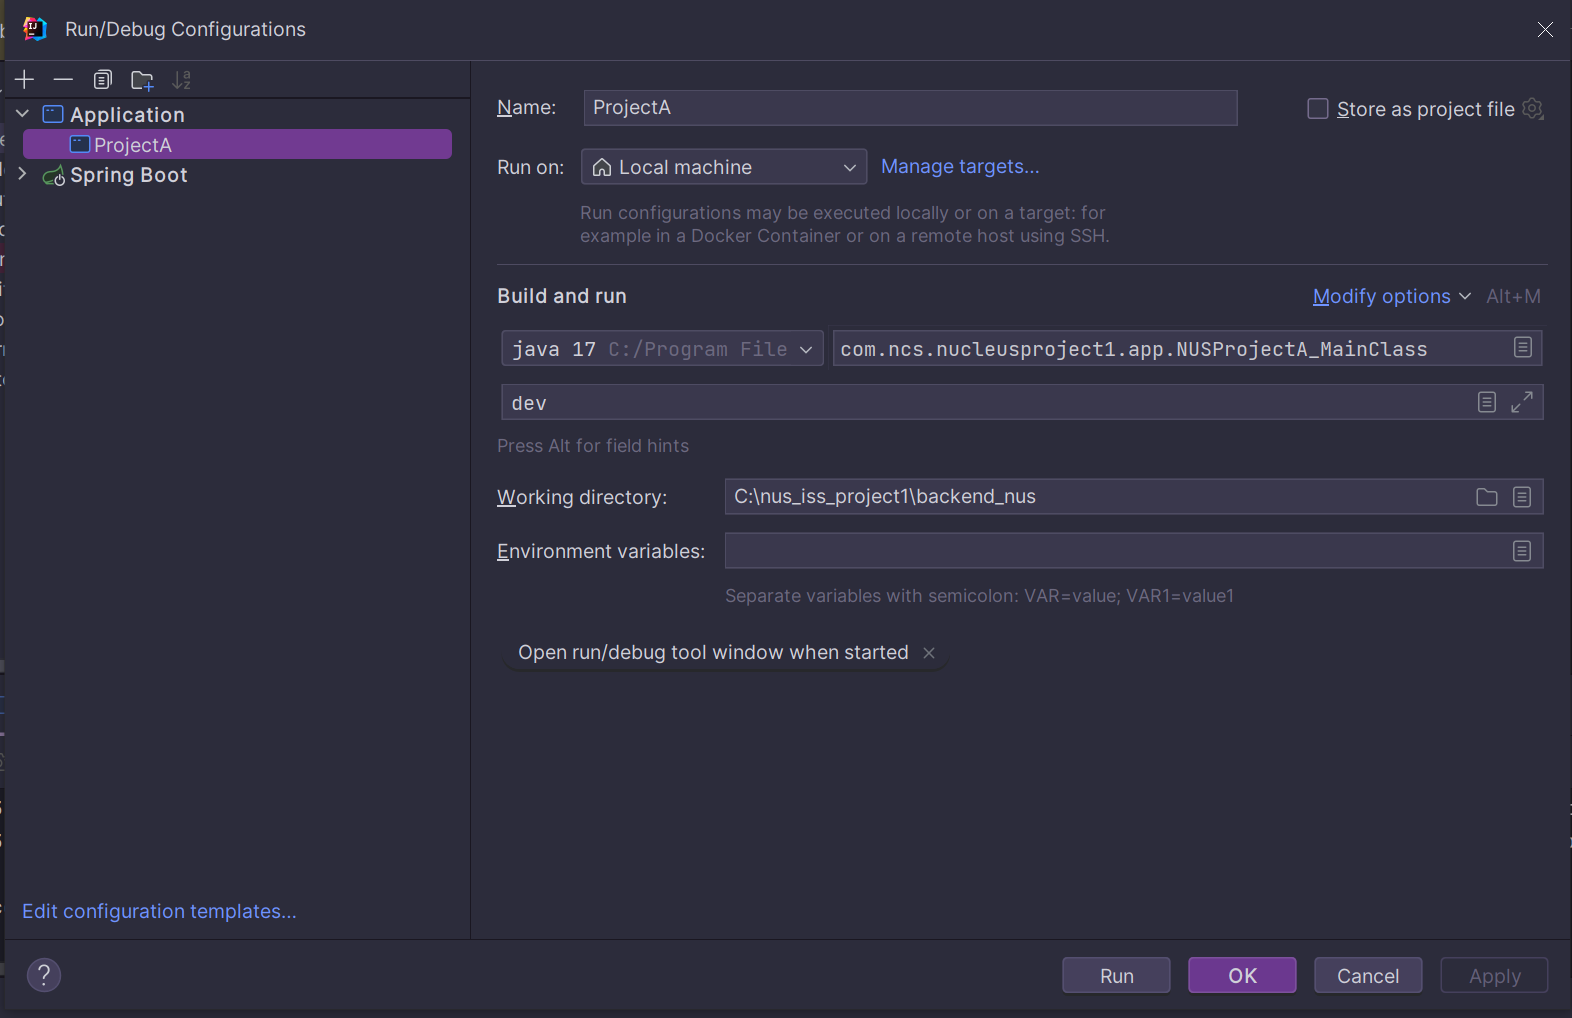 Run/Debug Configurations
Application
ProjectA
Spring Boot
Edit configuration templates...
Name: ProjectA
Store as project file
Run on: Local machine Manage targets...
Run configurations may be executed locally or on a target: for
example in a Docker Container or on a remote host using SSH.
Build and run Modify options Alt+M
java 17 C:/Program File com.ncs.nucleusproject1.app.NUSProjectA_MainClass
dev
Press Alt for field hints
Working directory: C:\nus_iss_project1\backend_nus
Environment variables:
Separate variables with semicolon: VAR=value; VAR1=value1
Open run/debug tool window when started
? Run OK Cancel Apply